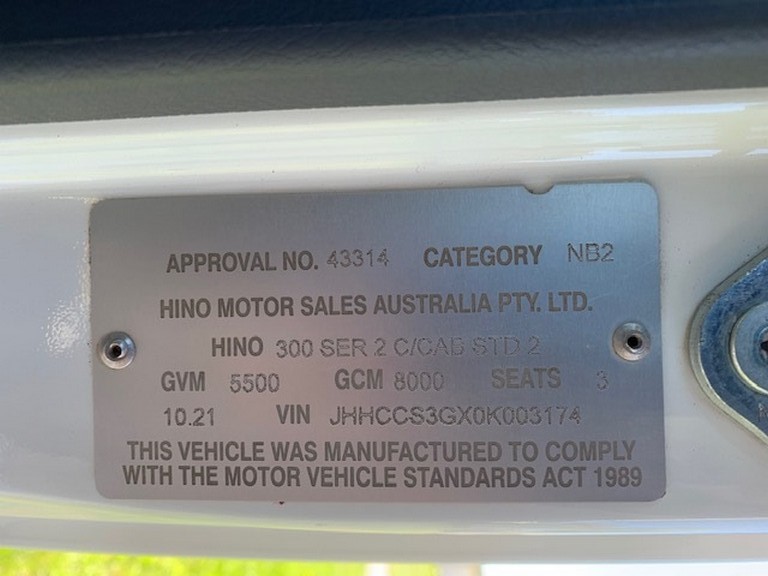 APPROVAL NO. 43314 CATEGORY NB2
HINO MOTOR SALES AUSTRALIA PTY. LTD.
HINO 300 SER 2 C/CAB STD 2
GVM 5500 GCM 8000 SEATS 3
10.21 VIN JHHCCS3GX0K003174
THIS VEHICLE WAS MANUFACTURED TO COMPLY
WITH THE MOTOR VEHICLE STANDARDS ACT 1989